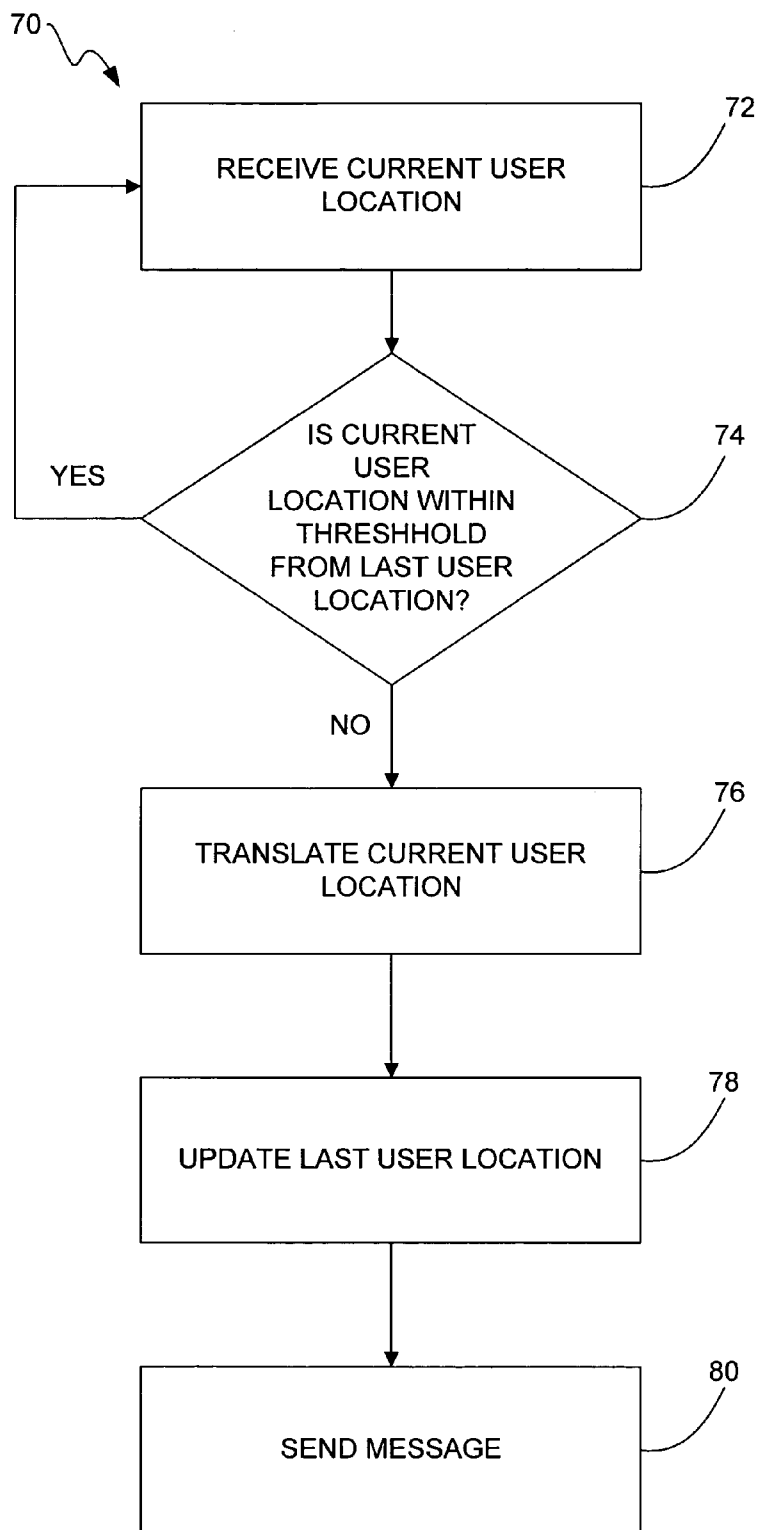 70
72
RECEIVE CURRENT USER
LOCATION
74
IS CURRENT
USER
LOCATION WITHIN
THRESHHOLD
FROM LAST USER
LOCATION?
YES
NO
76
TRANSLATE CURRENT USER
LOCATION
78
UPDATE LAST USER LOCATION
80
SEND MESSAGE